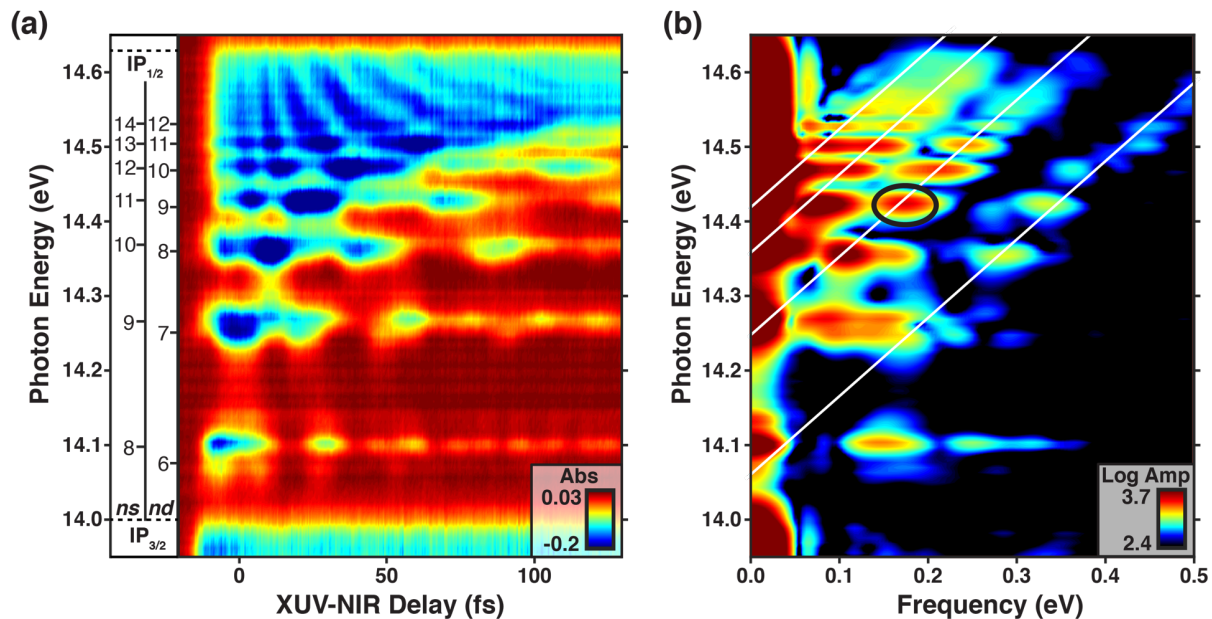 (a)
Photon Energy (eV)
14.6
14.5
14.4
14.3
14.2
14.1
14.0
IP1/2
14 12
13 11
12 10
11 9
10 8
9 7
8 6
ns nd
IP3/2
Abs
0.03
-0.2
0 50 100
XUV-NIR Delay (fs)
(b)
Photon Energy (eV)
14.6
14.5
14.4
14.3
14.2
14.1
14.0
Log Amp
3.7
2.4
0.0 0.1 0.2 0.3 0.4 0.5
Frequency (eV)